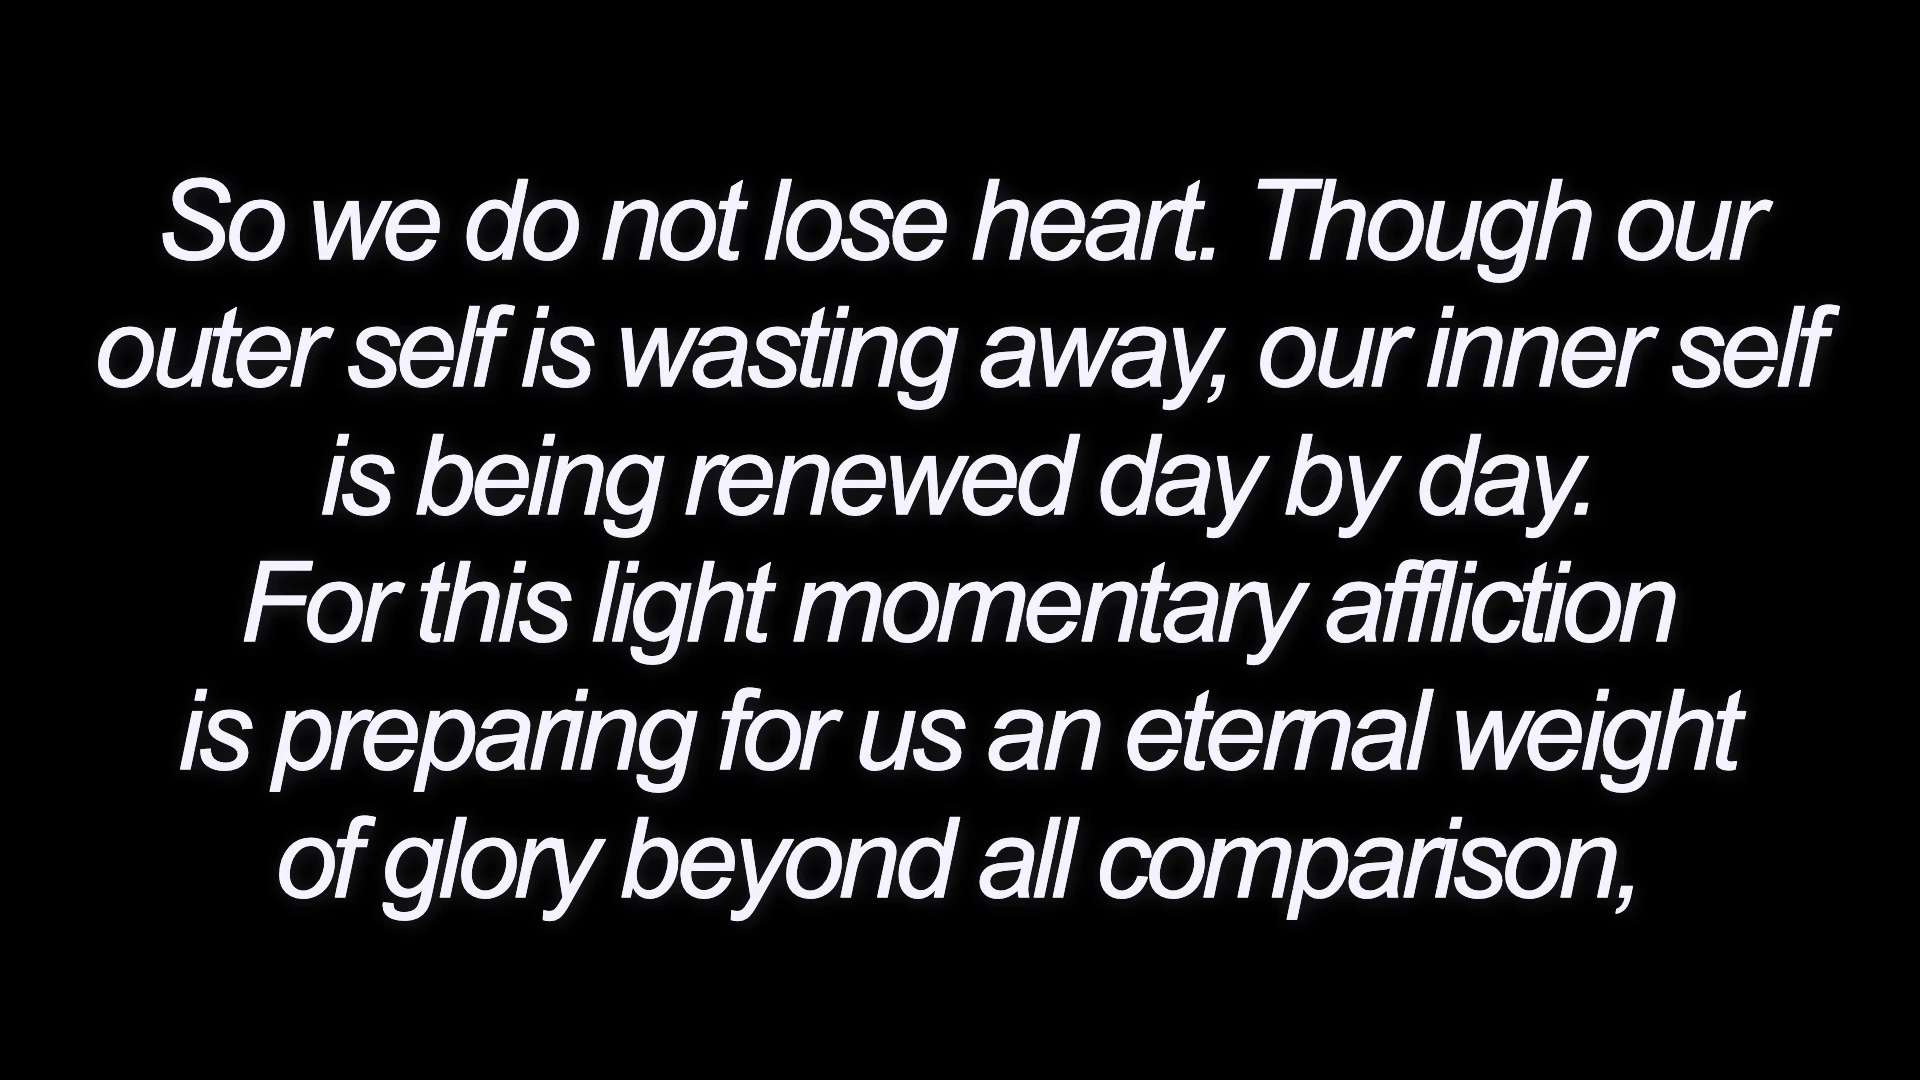 So we do not lose heart. Though our
outer self is wasting away, our inner self
is being renewed day by day.
For this light momentary affliction
is preparing for us an eternal weight
of glory beyond all comparison,